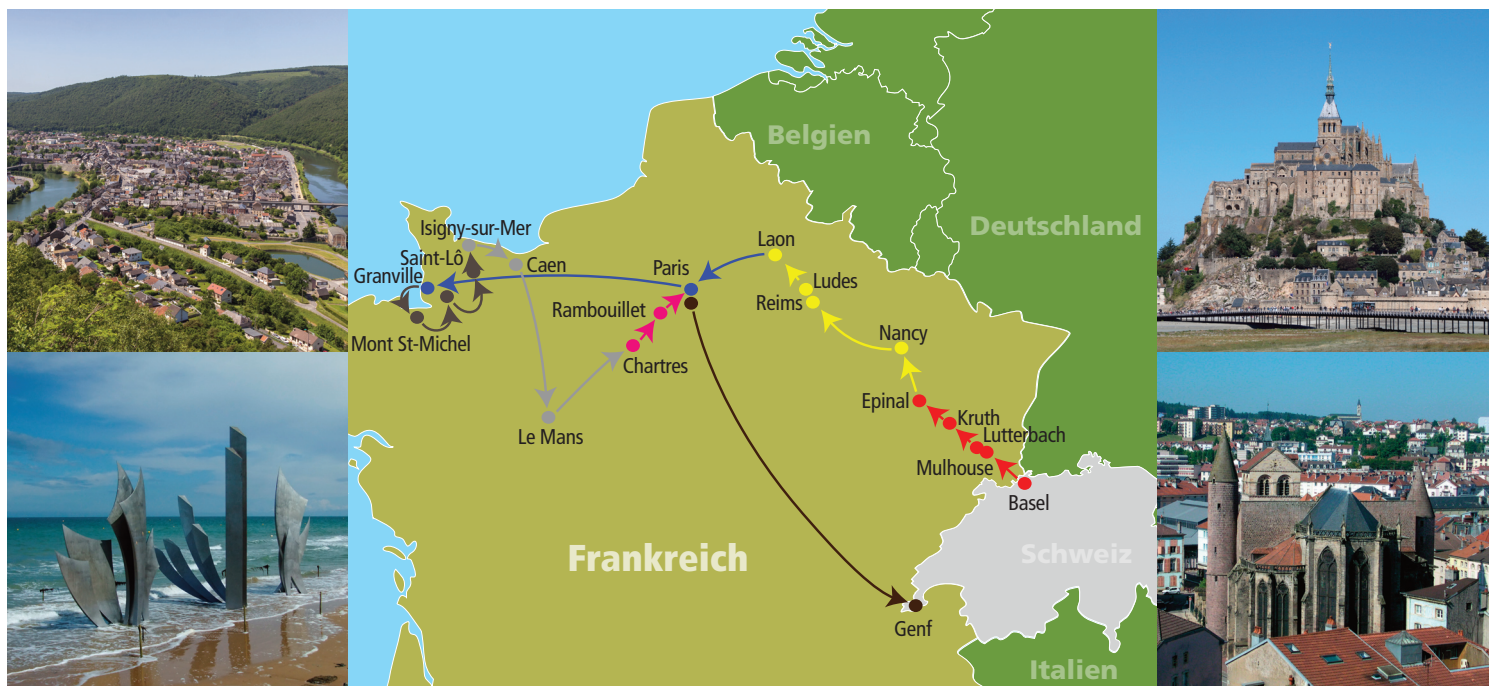 Belgien
Deutschland
Isigny-sur-Mer
Laon
Saint-Lô
Caen
Paris
Granville
Ludes
Rambouillet
Reims
Nancy
Mont St-Michel
Chartres
Epinal
Kruth
Le Mans
Lutterbach
Mulhouse
Basel
Frankreich
Schweiz
Genf
Italien